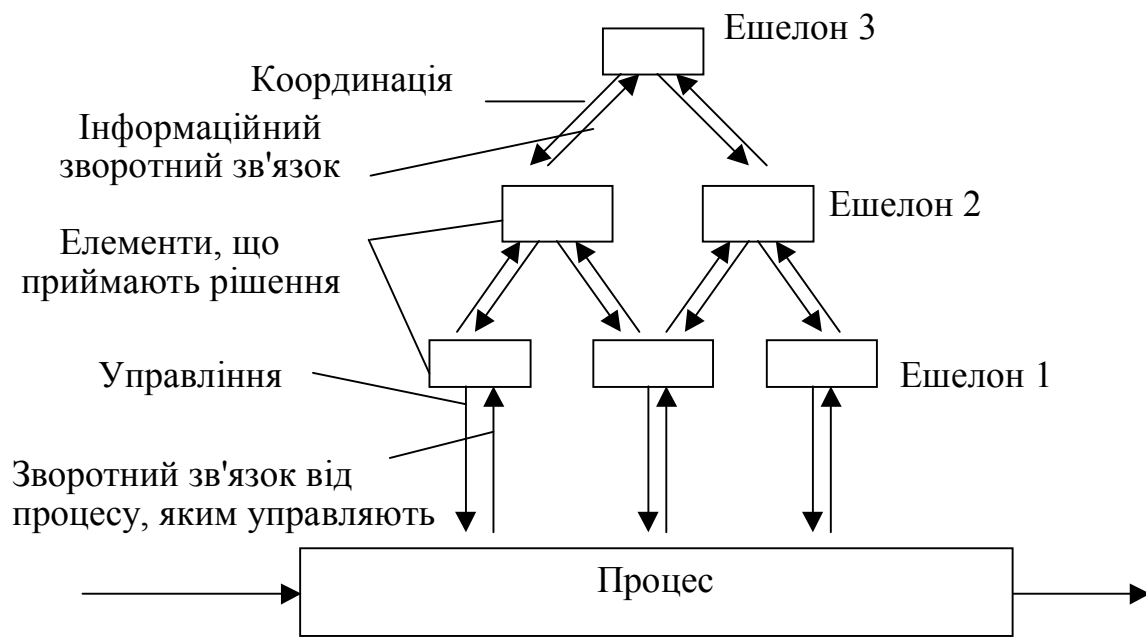 Ешелон 3
Координація
Інформаційний
зворотний зв'язок
Ешелон 2
Елементи, що
приймають рішення
Управління
Ешелон 1
Зворотний зв'язок від
процесу, яким управляють
Процес